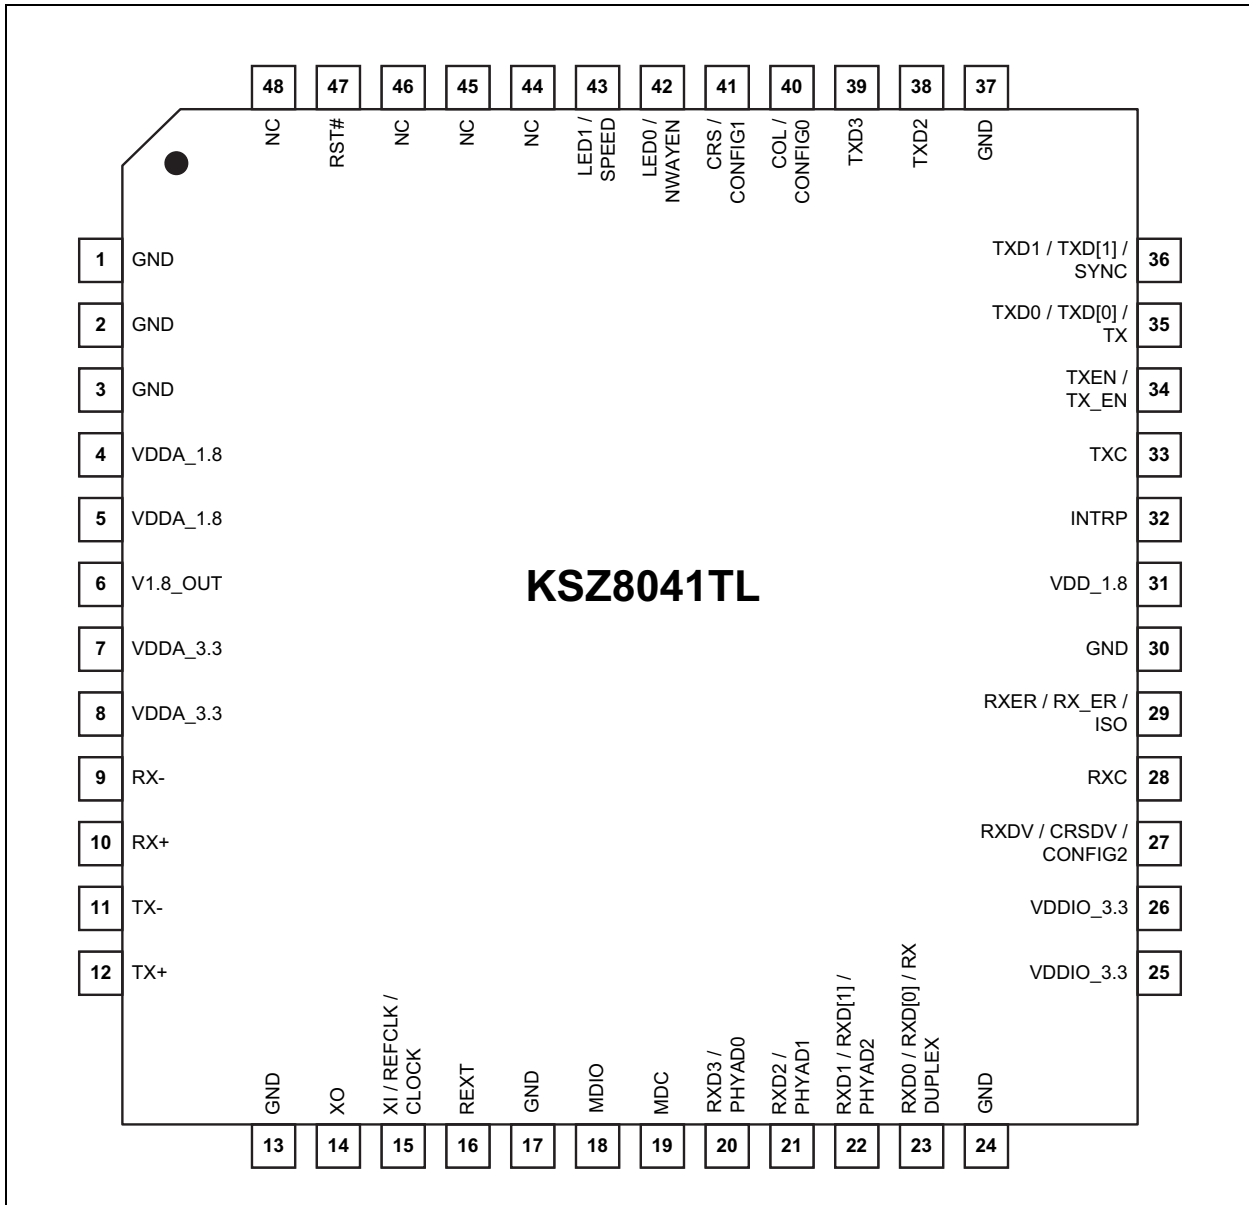 48 47 46 45 44 43 42 41 40 39 38 37
NC
RST#
NC
NC
NC
LED1 /
SPEED
LED0 /
NWAYEN
CRS /
CONFIG1
COL /
CONFIG0
TXD3
TXD2
GND
1 GND
2 GND
3 GND
4 VDDA_1.8
5 VDDA_1.8
6 V1.8_OUT
7 VDDA_3.3
8 VDDA_3.3
9 RX-
10 RX+
11 TX-
12 TX+
KSZ8041TL
TXD1 / TXD[1] /
SYNC
36
TXD0 / TXD[0] /
TX
35
TXEN /
TX_EN
34
TXC 33
INTRP 32
VDD_1.8 31
GND 30
RXER / RX_ER /
ISO
29
RXC 28
RXDV / CRSDV /
CONFIG2
27
VDDIO_3.3 26
VDDIO_3.3 25
GND
XO
XI / REFCLK /
CLOCK
REXT
GND
MDIO
MDC
RXD3 /
PHYAD0
RXD2 /
PHYAD1
RXD1 / RXD[1] /
PHYAD2
RXD0 / RXD[0] / RX
DUPLEX
GND
13 14 15 16 17 18 19 20 21 22 23 24